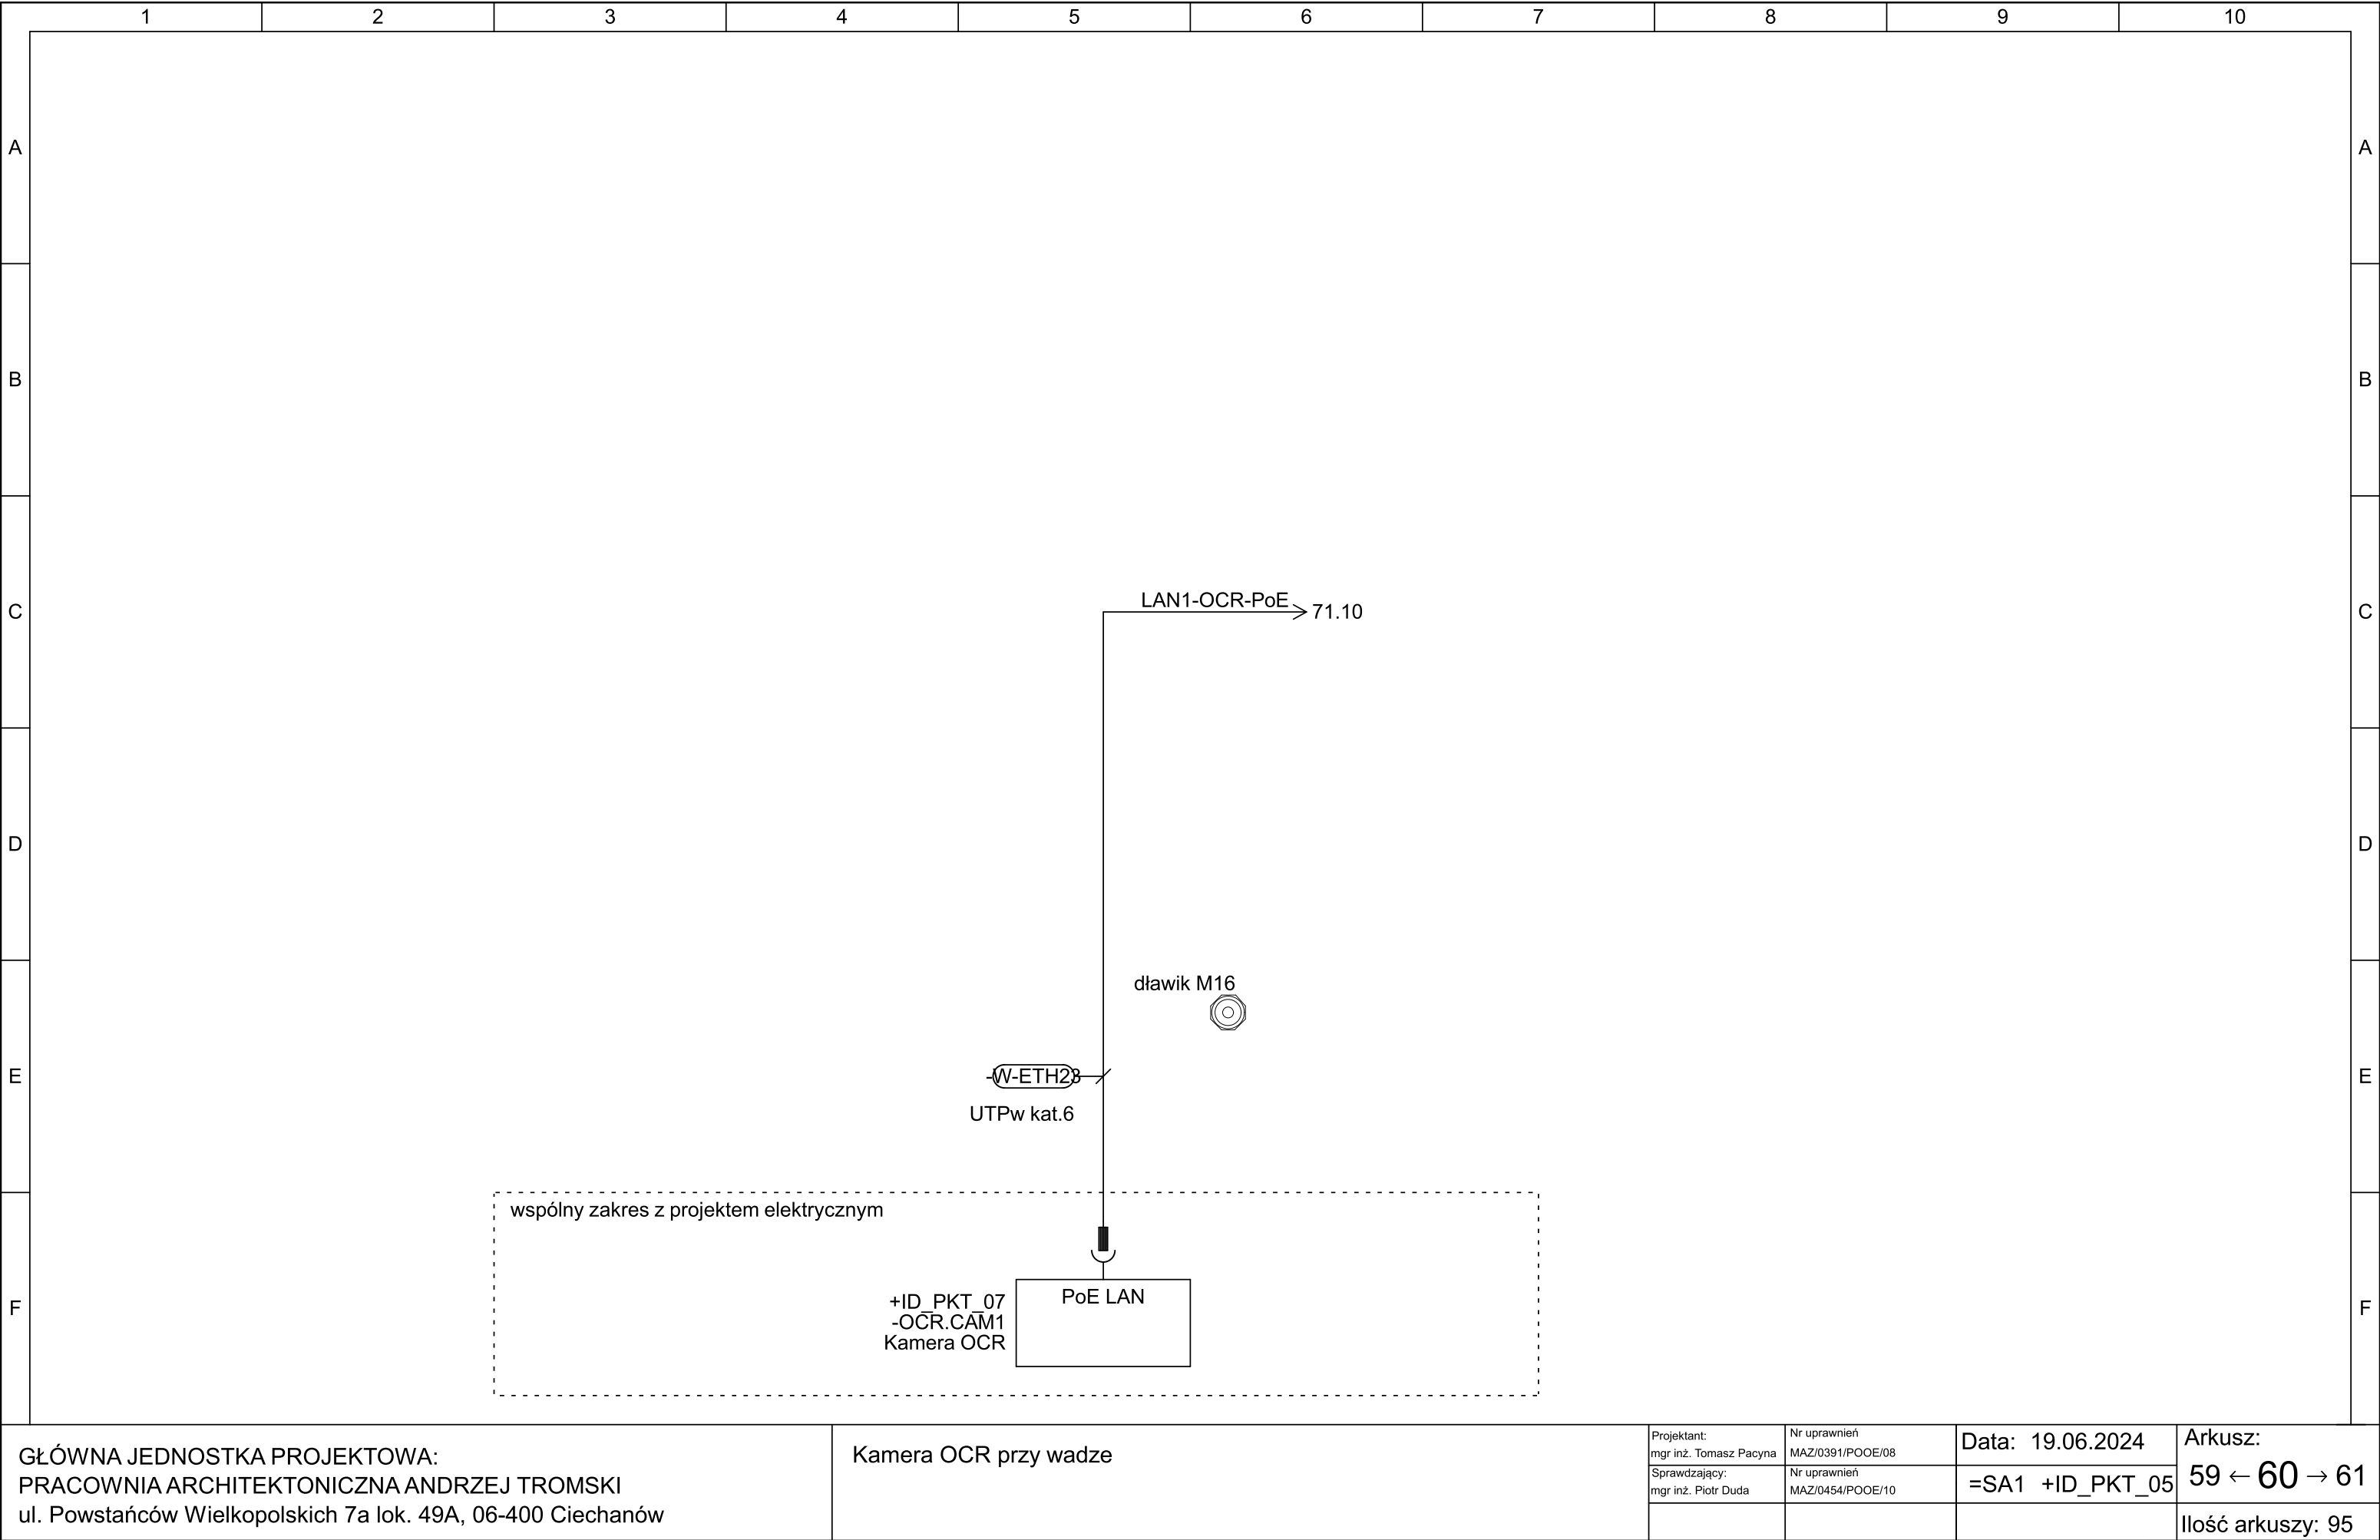 1 2 3 4 5 6 7 8 9 10
A A
B B
C C
D D
E E
F F
LAN1-OCR-PoE 71.10
dławik M16
-W-ETH23
UTPw kat.6
wspólny zakres z projektem elektrycznym
PoE LAN
+ID_PKT_07
-OCR.CAM1
Kamera OCR
GŁÓWNA JEDNOSTKA PROJEKTOWA:
PRACOWNIA ARCHITEKTONICZNA ANDRZEJ TROMSKI
ul. Powstańców Wielkopolskich 7a lok. 49A, 06-400 Ciechanów
Kamera OCR przy wadze
Projektant:
mgr inż. Tomasz Pacyna
Nr uprawnień
MAZ/0391/POOE/08
Sprawdzający:
mgr inż. Piotr Duda
Nr uprawnień
MAZ/0454/POOE/10
Data: 19.06.2024
=SA1 +ID_PKT_05
Arkusz:
59 ← 60 → 61
Ilość arkuszy: 95